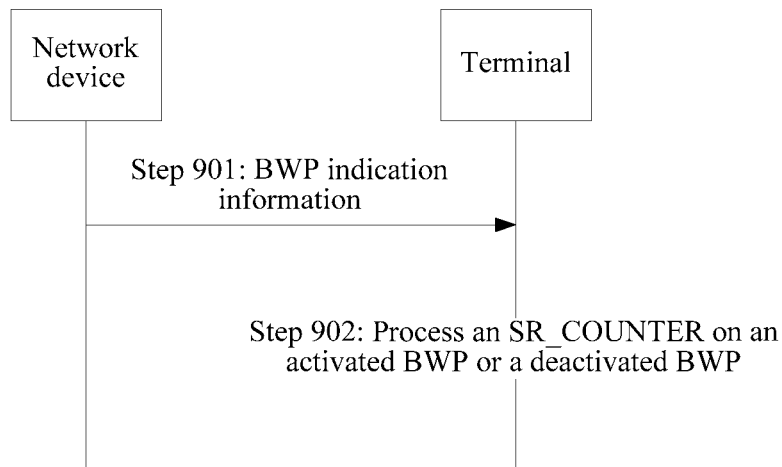 Network
device
Terminal
Step 901: BWP indication
information
Step 902: Process an SR_COUNTER on an
activated BWP or a deactivated BWP